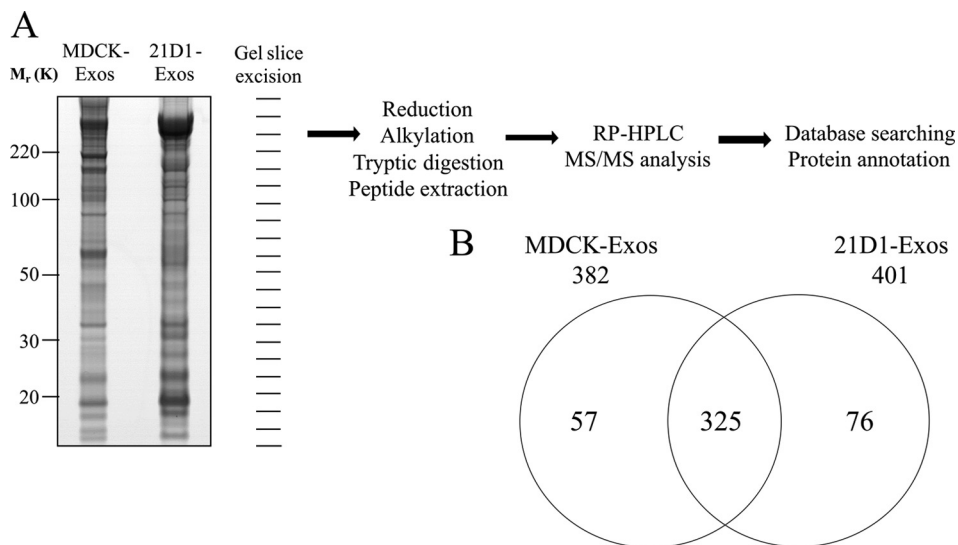 A
MDCK-
Exos
21D1-
Exos
Gel slice
excision
Mr (K)
220
100
50
30
20
Reduction
Alkylation
Tryptic digestion
Peptide extraction
RP-HPLC
MS/MS analysis
Database searching
Protein annotation
B
MDCK-Exos
382
21D1-Exos
401
57
325
76